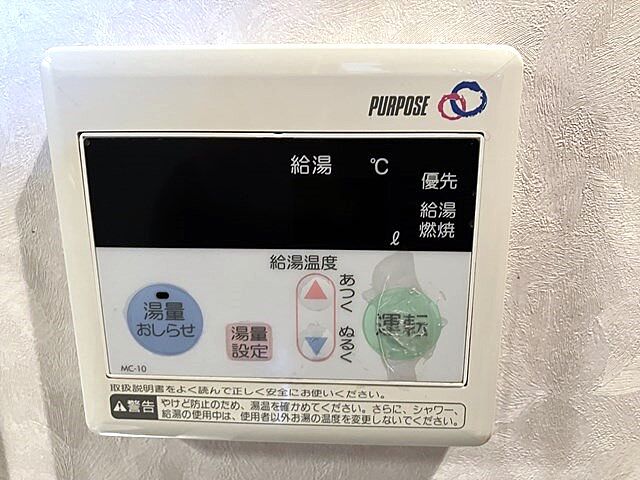 PURPOSE
給湯 ℃
優先
給湯
燃焼
ℓ
給湯温度
湯量
おしらせ
湯量
設定
あつく
ぬるく
運転
MC-10
取扱説明書をよく読んで正しく安全にお使いください。
警告 やけど防止のため、湯温を確かめてください。さらに、シャワー、
給湯の使用中は、使用者以外お湯の温度を変更しないでください。